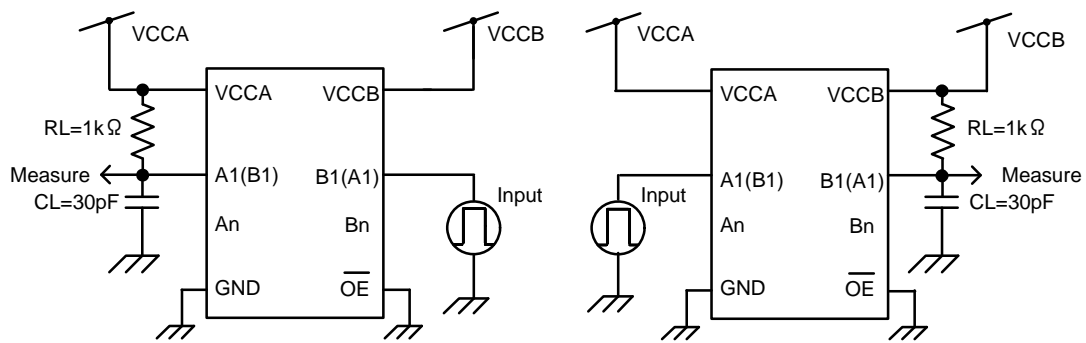 VCCA
VCCB
VCCA
VCCB
VCCA
VCCB
VCCA
VCCB
RL=1kΩ
RL=1kΩ
Measure
A1(B1)
B1(A1)
Input
A1(B1)
Input
B1(A1)
Measure
CL=30pF
CL=30pF
An
Bn
An
Bn
GND
OE
GND
OE